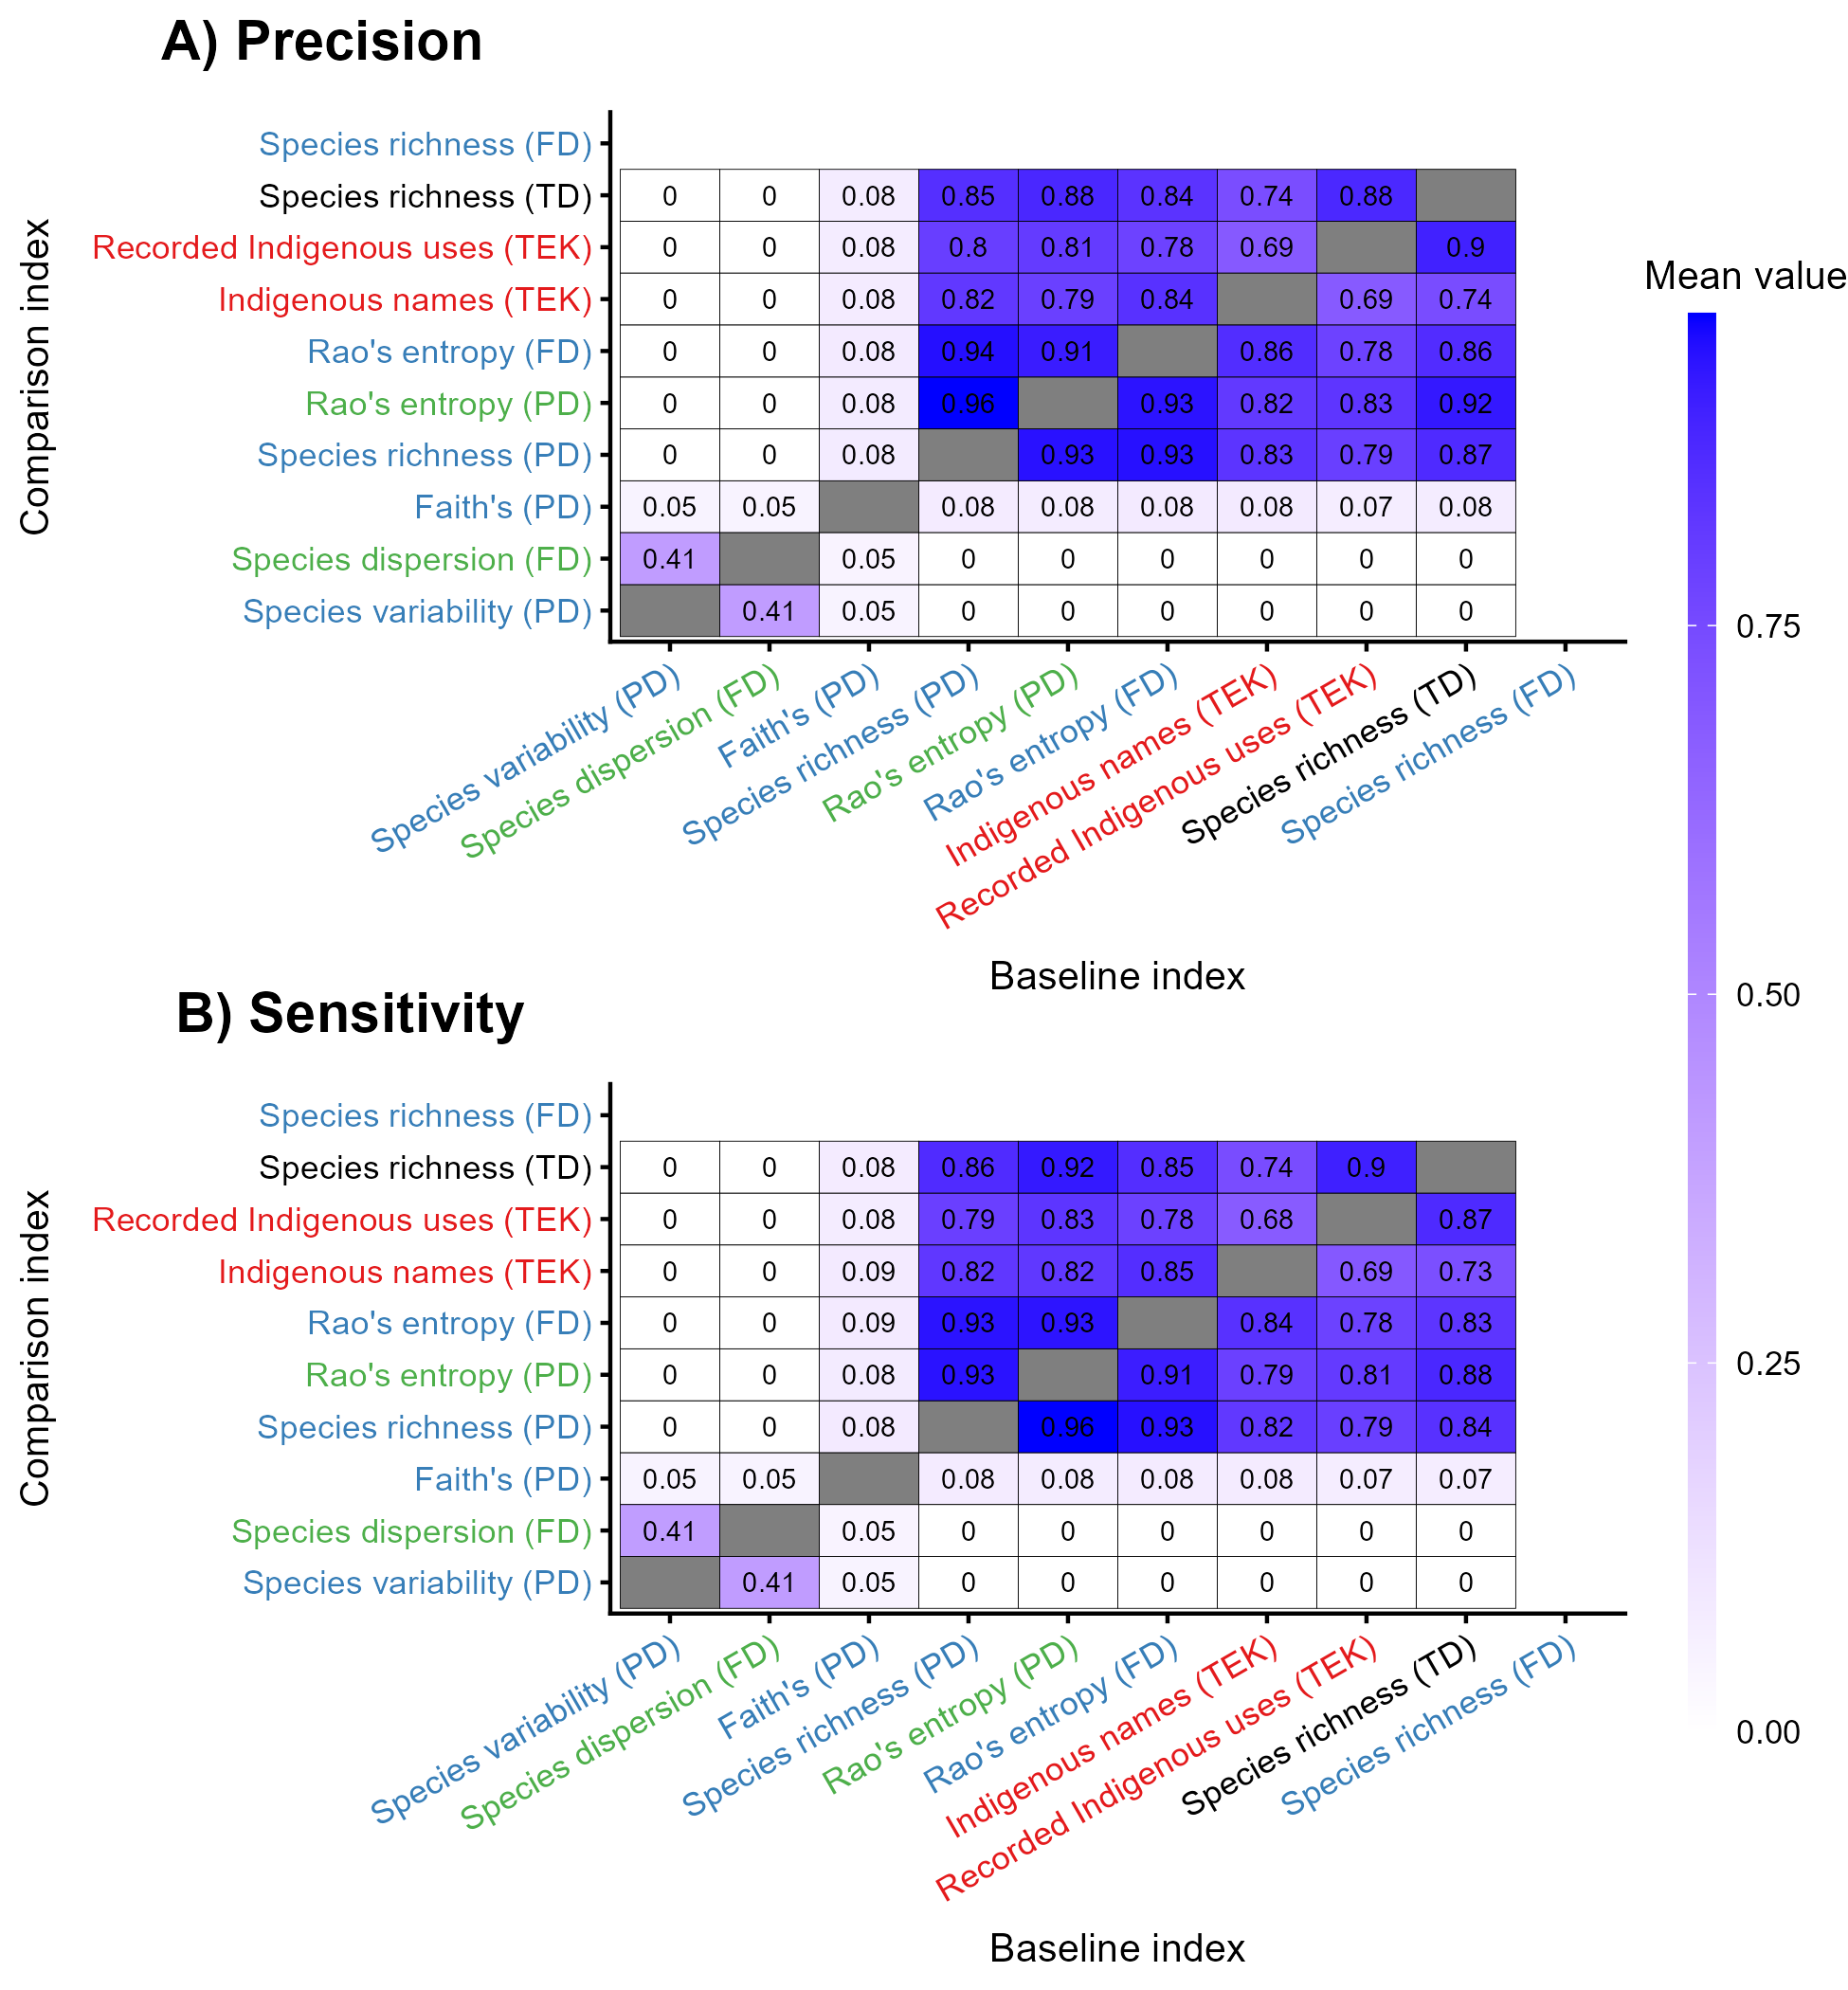 A) Precision
Comparison index
Species richness (FD)
Species richness (TD) 0 0 0.08 0.85 0.88 0.84 0.74 0.88
Recorded Indigenous uses (TEK) 0 0 0.08 0.8 0.81 0.78 0.69 0.9
Indigenous names (TEK) 0 0 0.08 0.82 0.79 0.84 0.69 0.74
Rao's entropy (FD) 0 0 0.08 0.94 0.91 0.86 0.78 0.86
Rao's entropy (PD) 0 0 0.08 0.96 0.93 0.82 0.83 0.92
Species richness (PD) 0 0 0.08 0.93 0.93 0.83 0.79 0.87
Faith's (PD) 0.05 0.05 0.08 0.08 0.08 0.08 0.07 0.08
Species dispersion (FD) 0.41 0.05 0 0 0 0 0 0
Species variability (PD) 0.41 0.05 0 0 0 0 0 0
Species variability (PD)
Species dispersion (FD)
Faith's (PD)
Species richness (PD)
Rao's entropy (PD)
Rao's entropy (FD)
Indigenous names (TEK)
Recorded Indigenous uses (TEK)
Species richness (TD)
Species richness (FD)
Baseline index
B) Sensitivity
Comparison index
Species richness (FD)
Species richness (TD) 0 0 0.08 0.86 0.92 0.85 0.74 0.9
Recorded Indigenous uses (TEK) 0 0 0.08 0.79 0.83 0.78 0.68 0.87
Indigenous names (TEK) 0 0 0.09 0.82 0.82 0.85 0.69 0.73
Rao's entropy (FD) 0 0 0.09 0.93 0.93 0.84 0.78 0.83
Rao's entropy (PD) 0 0 0.08 0.93 0.91 0.79 0.81 0.88
Species richness (PD) 0 0 0.08 0.96 0.93 0.82 0.79 0.84
Faith's (PD) 0.05 0.05 0.08 0.08 0.08 0.08 0.07 0.07
Species dispersion (FD) 0.41 0.05 0 0 0 0 0 0
Species variability (PD) 0.41 0.05 0 0 0 0 0 0
Species variability (PD)
Species dispersion (FD)
Faith's (PD)
Species richness (PD)
Rao's entropy (PD)
Rao's entropy (FD)
Indigenous names (TEK)
Recorded Indigenous uses (TEK)
Species richness (TD)
Species richness (FD)
Baseline index
Mean value
0.75
0.50
0.25
0.00